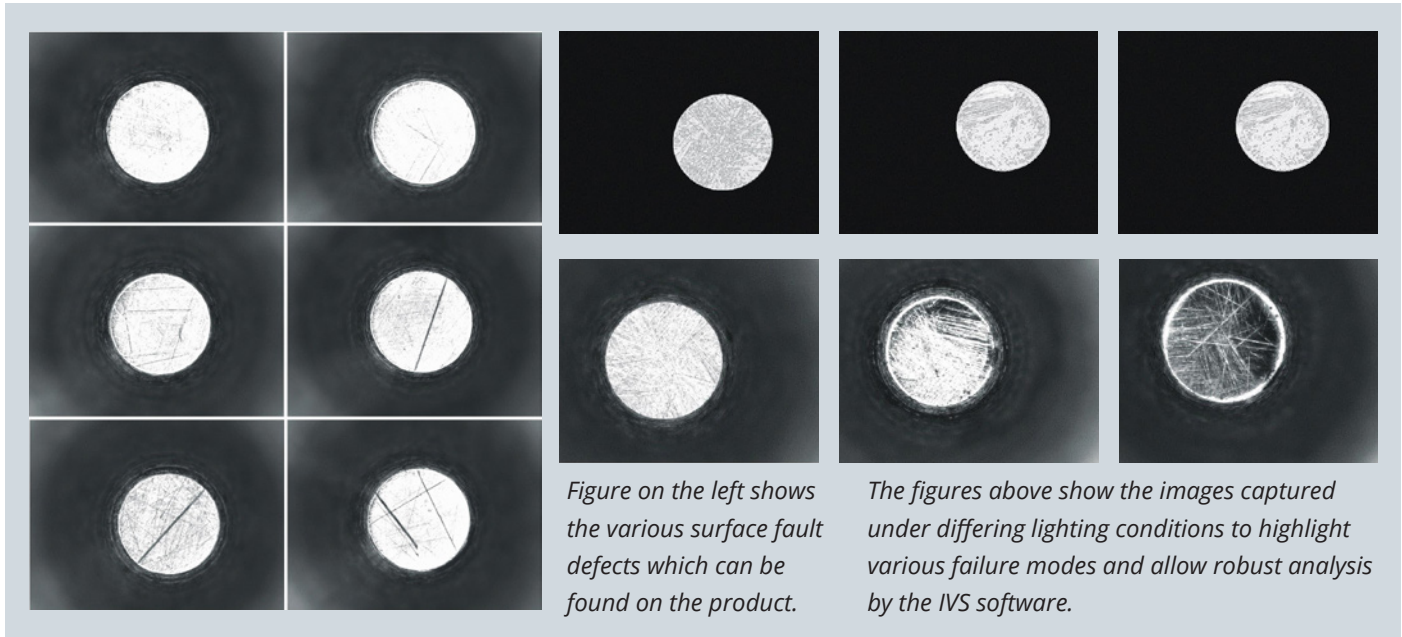 Figure on the left shows
the various surface fault
defects which can be
found on the product.
The figures above show the images captured
under differing lighting conditions to highlight
various failure modes and allow robust analysis
by the IVS software.